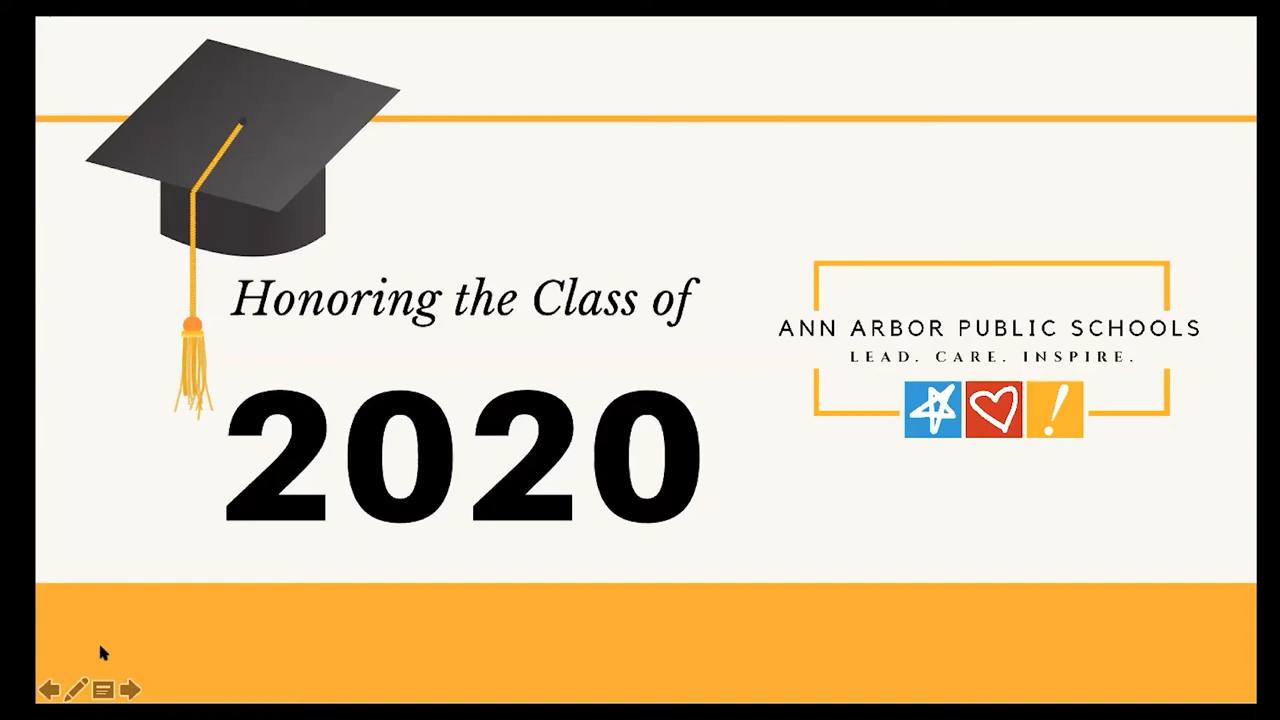 Honoring the Class of
2020
ANN ARBOR PUBLIC SCHOOLS
LEAD. CARE. INSPIRE.
!